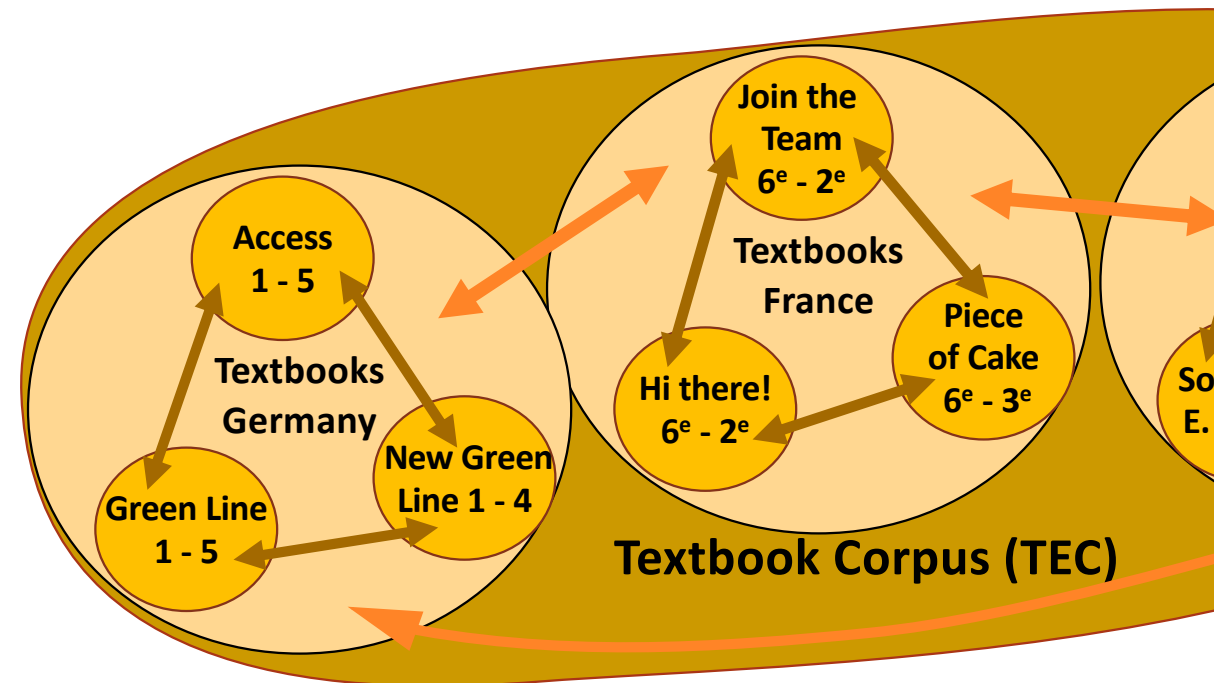 Join the
Team
6ᵉ - 2ᵉ
Access
1 - 5
Textbooks
France
Piece
of Cake
6ᵉ - 3ᵉ
Textbooks
Germany
Hi there!
6ᵉ - 2ᵉ
So
E.
New Green
Line 1 - 4
Green Line
1 - 5
Textbook Corpus (TEC)